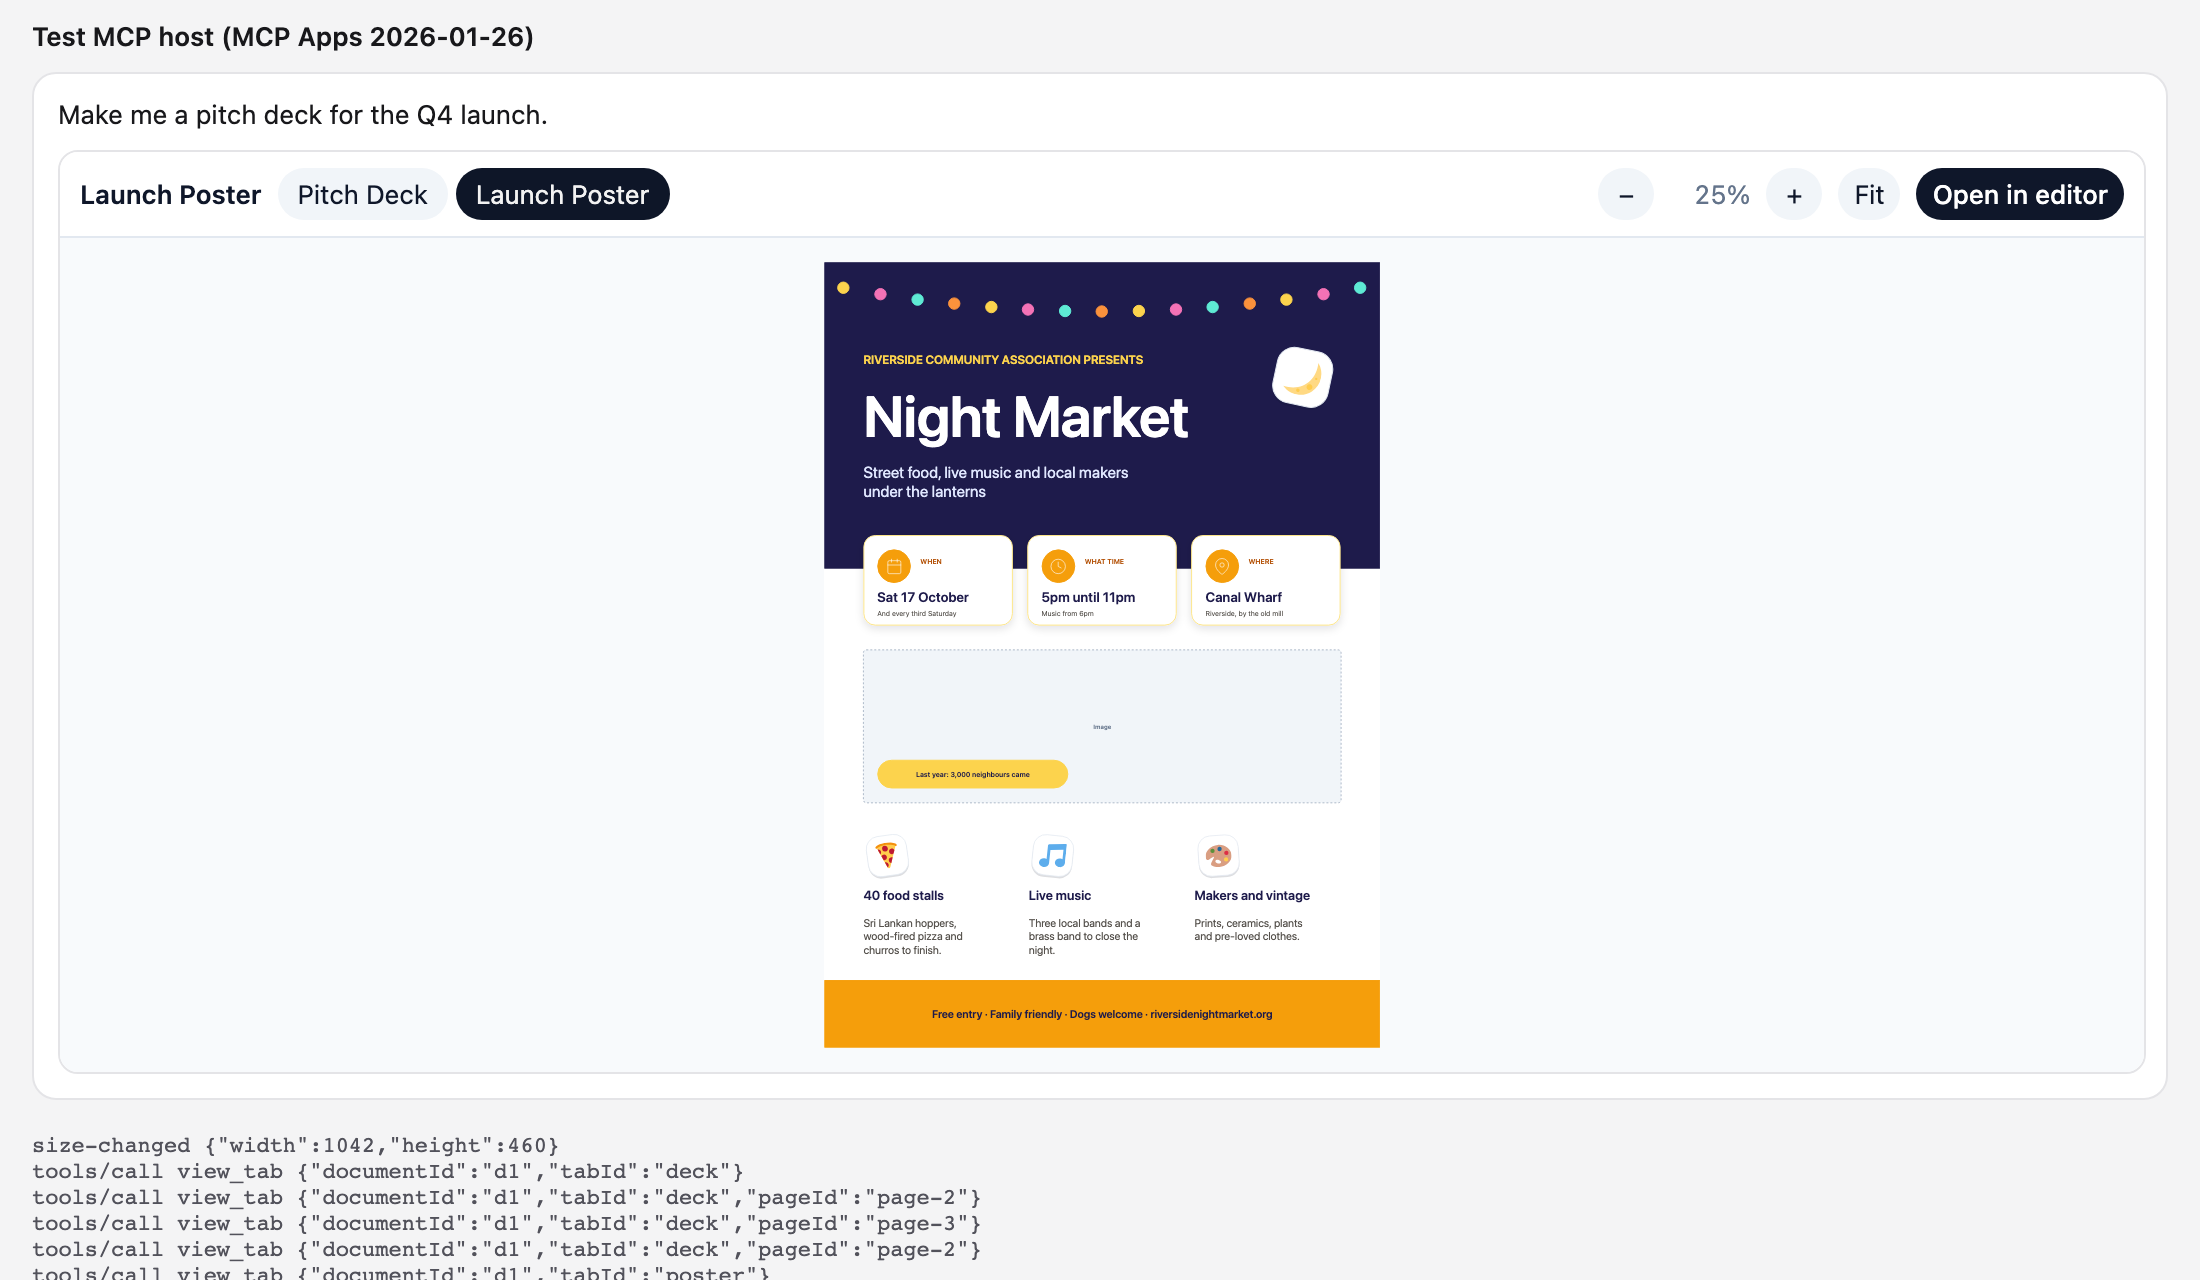 Test MCP host (MCP Apps 2026-01-26)
Make me a pitch deck for the Q4 launch.
Launch Poster
Pitch Deck
Launch Poster
–
25%
+
Fit
Open in editor
RIVERSIDE COMMUNITY ASSOCIATION PRESENTS
Night Market
Street food, live music and local makers
under the lanterns
WHEN
Sat 17 October
And every third Saturday
WHAT TIME
5pm until 11pm
Music from 6pm
WHERE
Canal Wharf
Riverside, by the old mill
Image
Last year: 3,000 neighbours came
40 food stalls
Sri Lankan hoppers,
wood-fired pizza and
churros to finish.
Live music
Three local bands and a
brass band to close the
night.
Makers and vintage
Prints, ceramics, plants
and pre-loved clothes.
Free entry · Family friendly · Dogs welcome · riversidenightmarket.org
size-changed {"width":1042,"height":460}
tools/call view_tab {"documentId":"d1","tabId":"deck"}
tools/call view_tab {"documentId":"d1","tabId":"deck","pageId":"page-2"}
tools/call view_tab {"documentId":"d1","tabId":"deck","pageId":"page-3"}
tools/call view_tab {"documentId":"d1","tabId":"deck","pageId":"page-2"}
tools/call view_tab {"documentId":"d1","tabId":"poster"}